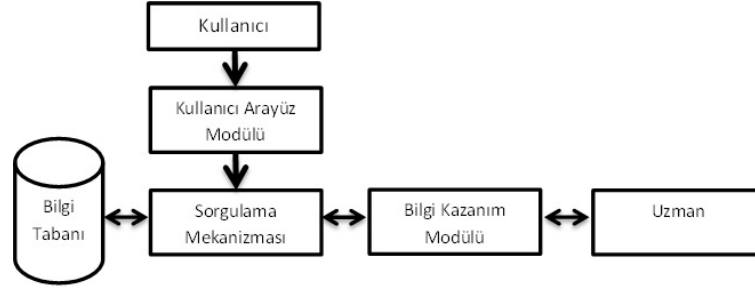 Kullanıcı
Kullanıcı Arayüz
Modülü
Bilgi
Tabanı
Sorgulama
Mekanizması
Bilgi Kazanım
Modülü
Uzman